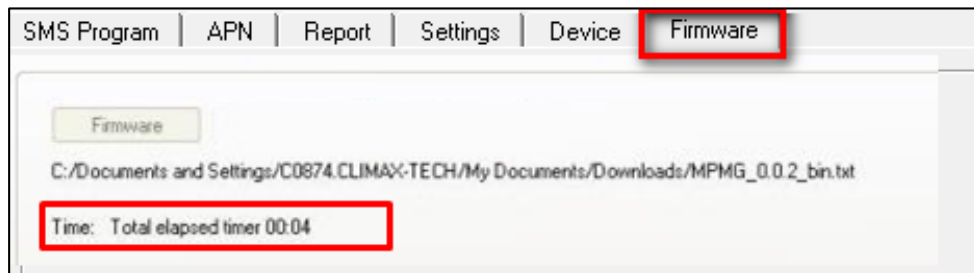 SMS Program | APN | Report | Settings | Device Firmware
Firmware
C:/Documents and Settings/C0874.CLIMAX-TECH/My Documents/Downloads/MPMG_0.0.2_bin.txt
Time: Total elapsed timer 00:04